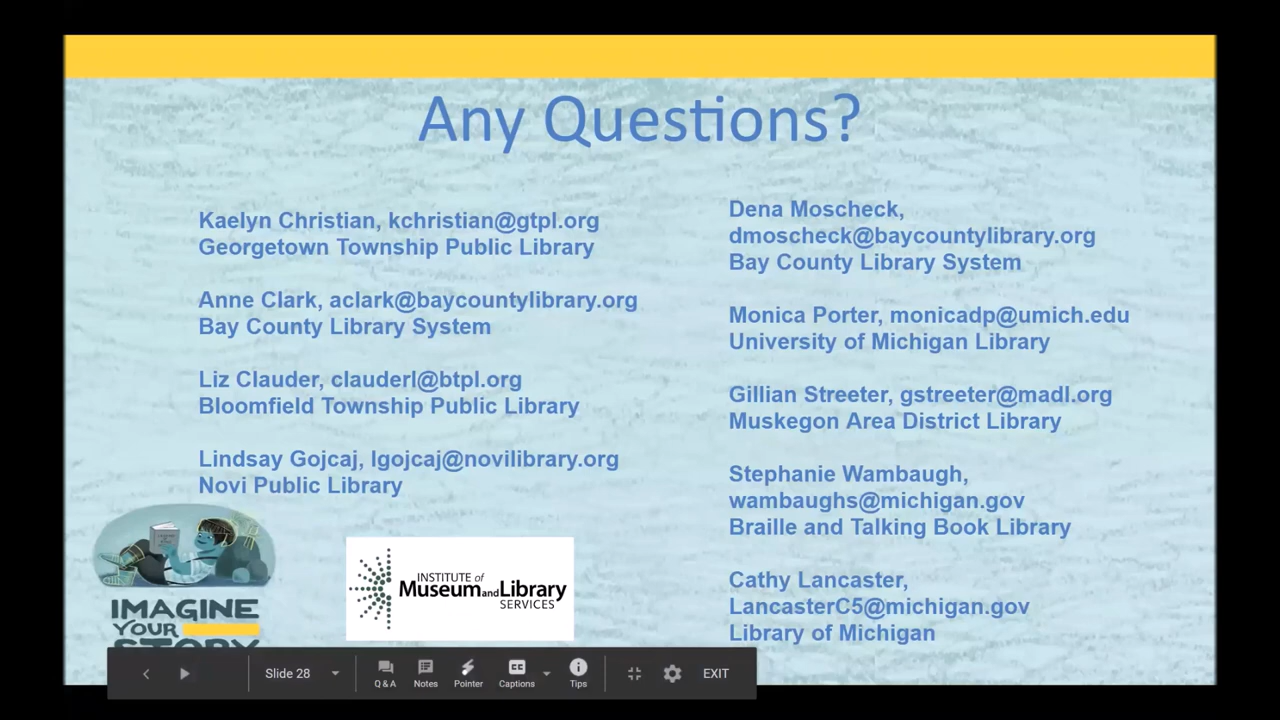 Any Questions?
Kaelyn Christian, kchristian@gtpl.org
Georgetown Township Public Library
Anne Clark, aclark@baycountylibrary.org
Bay County Library System
Liz Clauder, clauderl@btpl.org
Bloomfield Township Public Library
Lindsay Gojcaj, lgojcaj@novilibrary.org
Novi Public Library
Dena Moscheck,
dmoscheck@baycountylibrary.org
Bay County Library System
Monica Porter, monicadp@umich.edu
University of Michigan Library
Gillian Streeter, gstreeter@madl.org
Muskegon Area District Library
Stephanie Wambaugh,
wambaughs@michigan.gov
Braille and Talking Book Library
Cathy Lancaster,
LancasterC5@michigan.gov
Library of Michigan
IMAGINE
YOUR
STORY
INSTITUTE of
Museum and Library
SERVICES
Slide 28
Q & A
Notes
Pointer
CC
Captions
Tips
EXIT